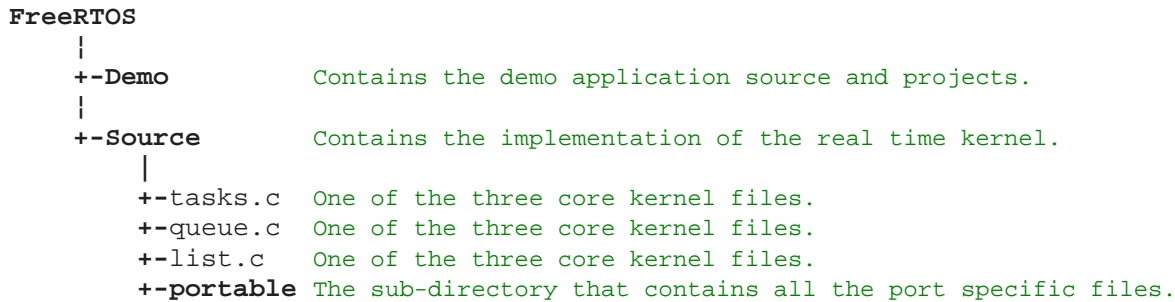 FreeRTOS
¦
+-Demo Contains the demo application source and projects.
¦
+-Source Contains the implementation of the real time kernel.
|
+-tasks.c One of the three core kernel files.
+-queue.c One of the three core kernel files.
+-list.c One of the three core kernel files.
+-portable The sub-directory that contains all the port specific files.